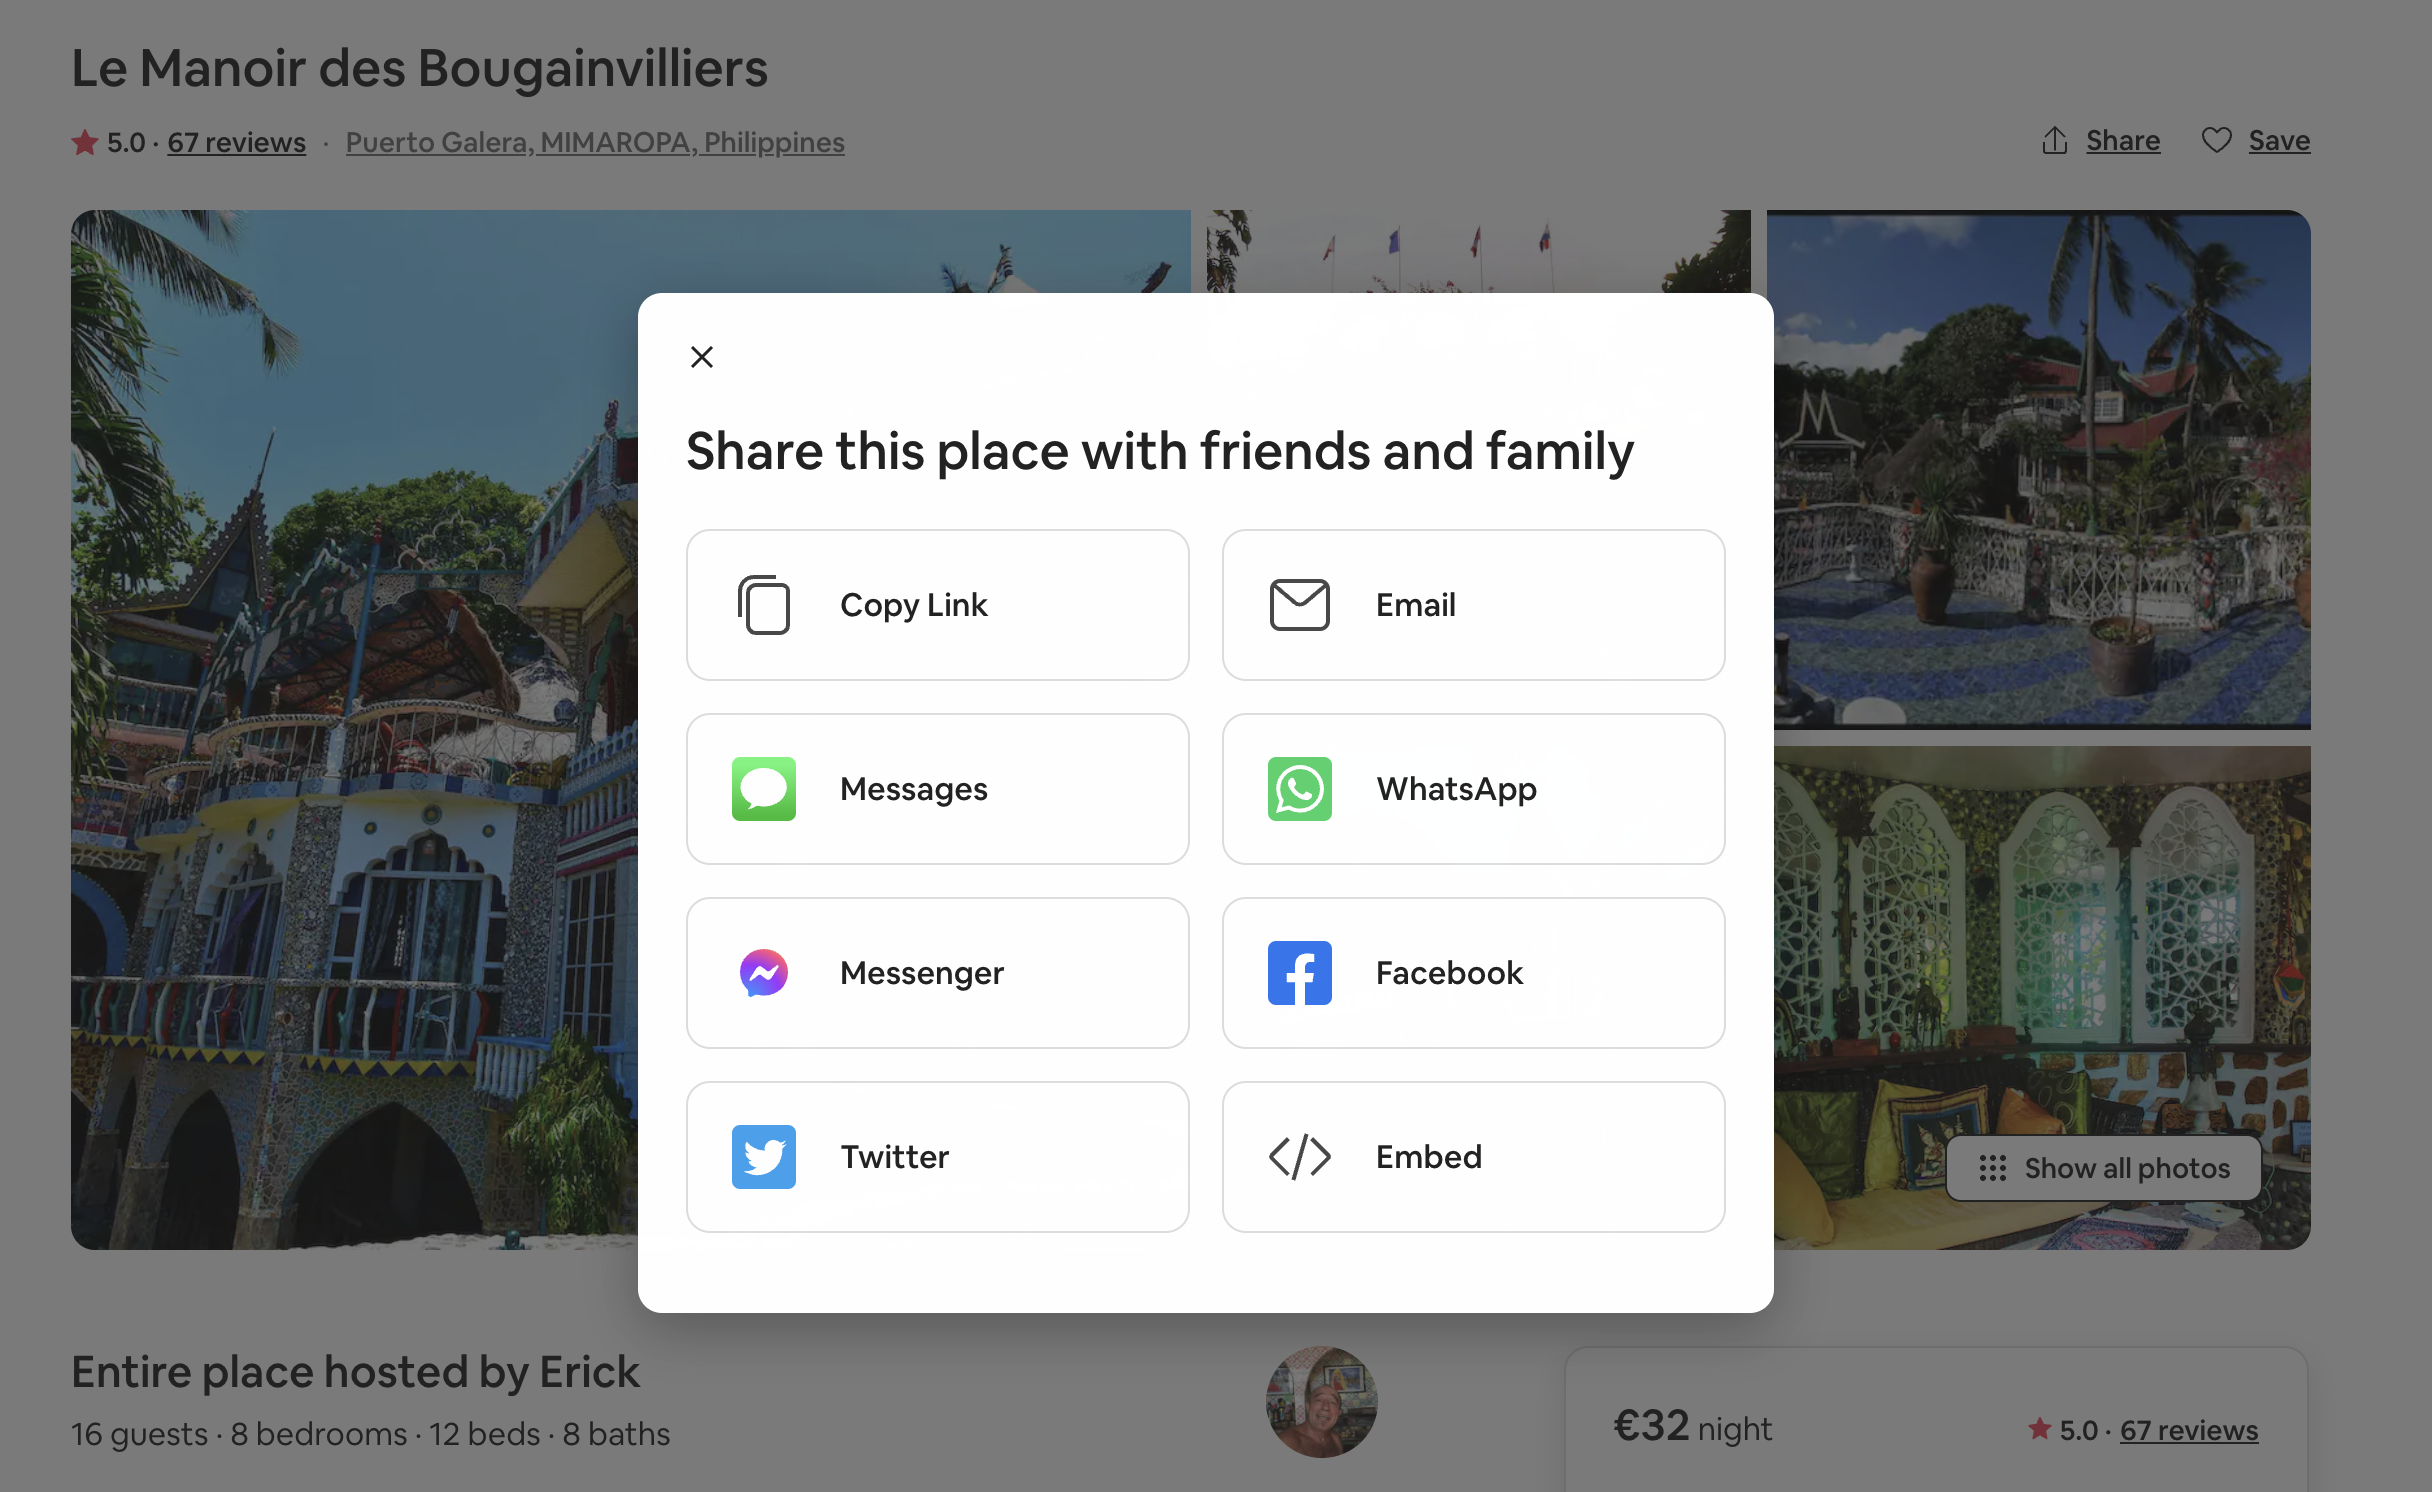 Le Manoir des Bougainvilliers
5.0 · 67 reviews · Puerto Galera, MIMAROPA, Philippines
Share Save
Share this place with friends and family
Copy Link
Email
Messages
WhatsApp
Messenger
Facebook
Twitter
Embed
Show all photos
Entire place hosted by Erick
16 guests · 8 bedrooms · 12 beds · 8 baths
€32 night
5.0 · 67 reviews